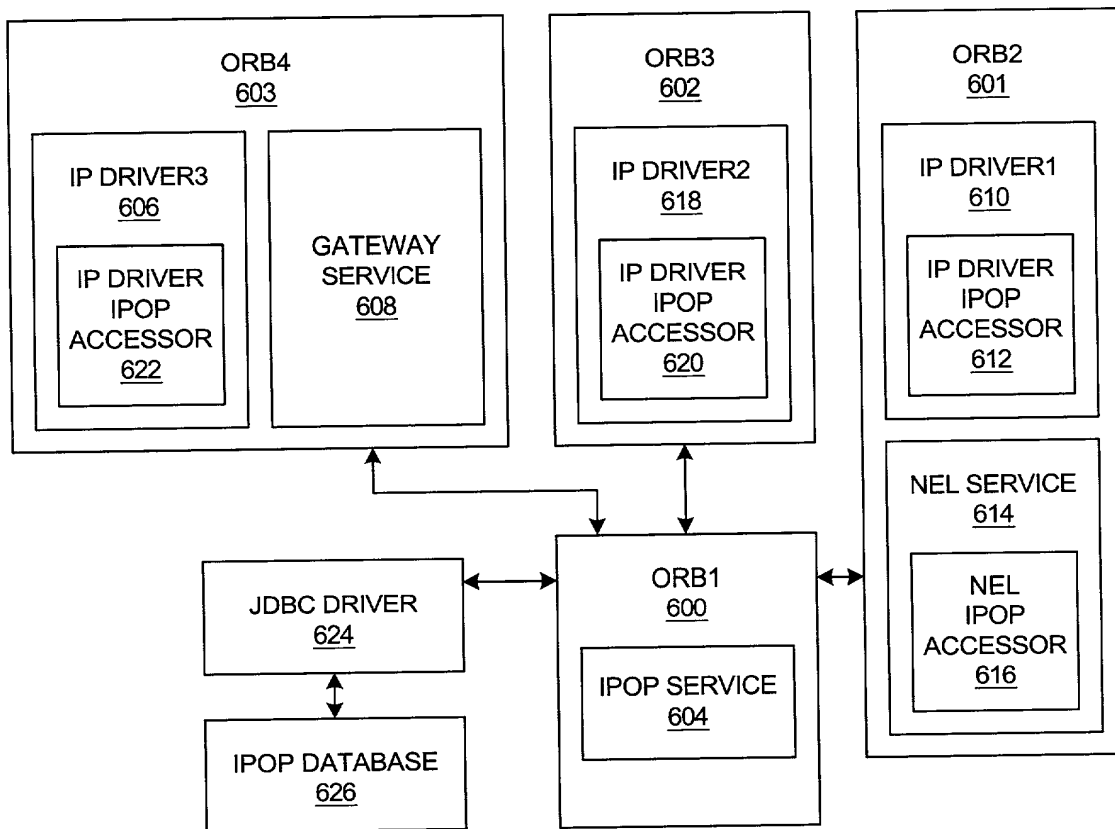 ORB4
603
IP DRIVER3
606
IP DRIVER
IPOP
ACCESSOR
622
GATEWAY
SERVICE
608
ORB3
602
IP DRIVER2
618
IP DRIVER
IPOP
ACCESSOR
620
ORB2
601
IP DRIVER1
610
IP DRIVER
IPOP
ACCESSOR
612
NEL SERVICE
614
NEL
IPOP
ACCESSOR
616
ORB1
600
IPOP SERVICE
604
JDBC DRIVER
624
IPOP DATABASE
626